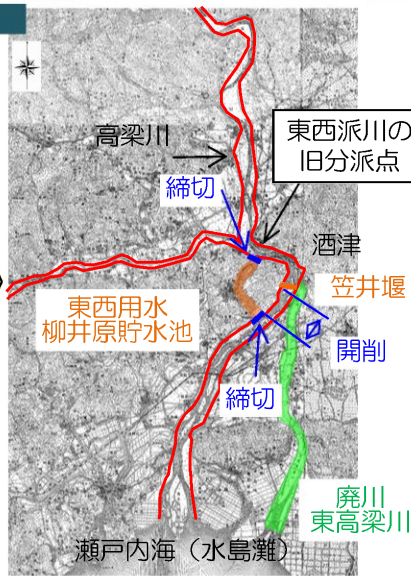 高梁川
東西派川の
旧分派点
締切
酒津
笠井堰
東西用水
柳井原貯水池
開削
締切
廃川
東高梁川
瀬戸内海（水島灘）